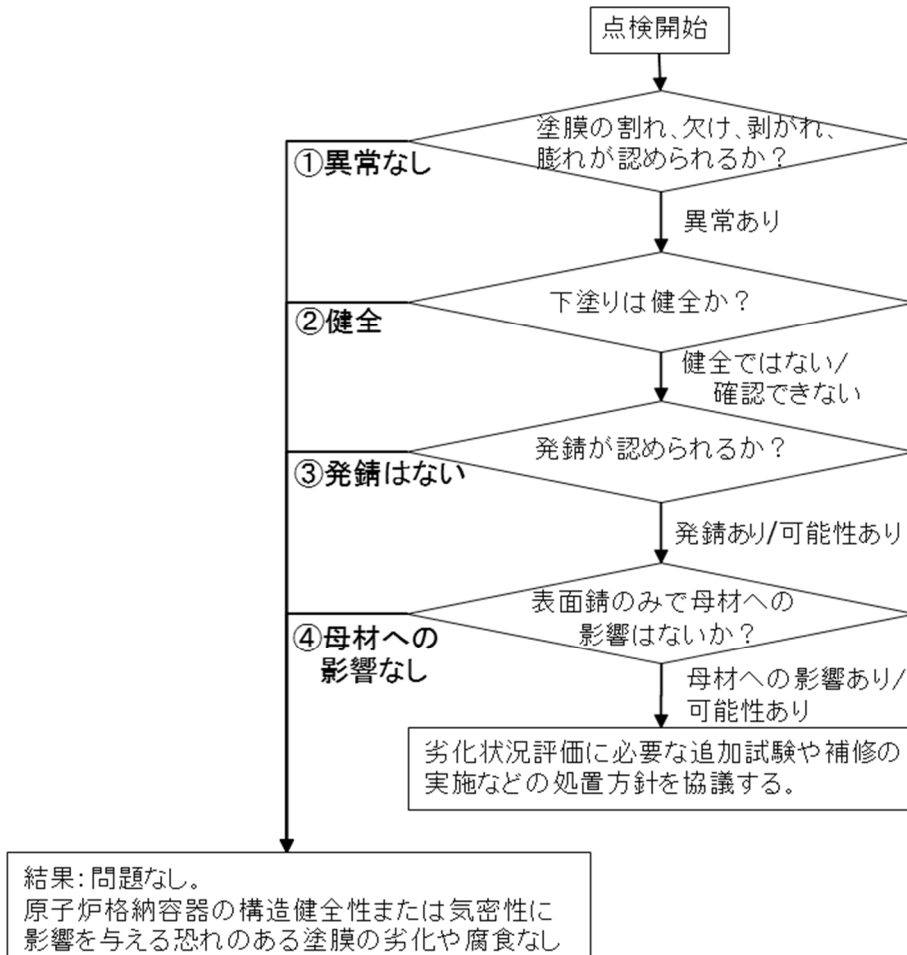 点検開始
塗膜の割れ、欠け、剥がれ、
膨れが認められるか？
①異常なし
異常あり
下塗りは健全か？
②健全
健全ではない/
確認できない
発錆が認められるか？
③発錆はない
発錆あり/可能性あり
表面錆のみで母材への
影響はないか？
④母材への
影響なし
母材への影響あり/
可能性あり
劣化状況評価に必要な追加試験や補修の
実施などの処置方針を協議する。
結果：問題なし。
原子炉格納容器の構造健全性または気密性に
影響を与える恐れのある塗膜の劣化や腐食なし